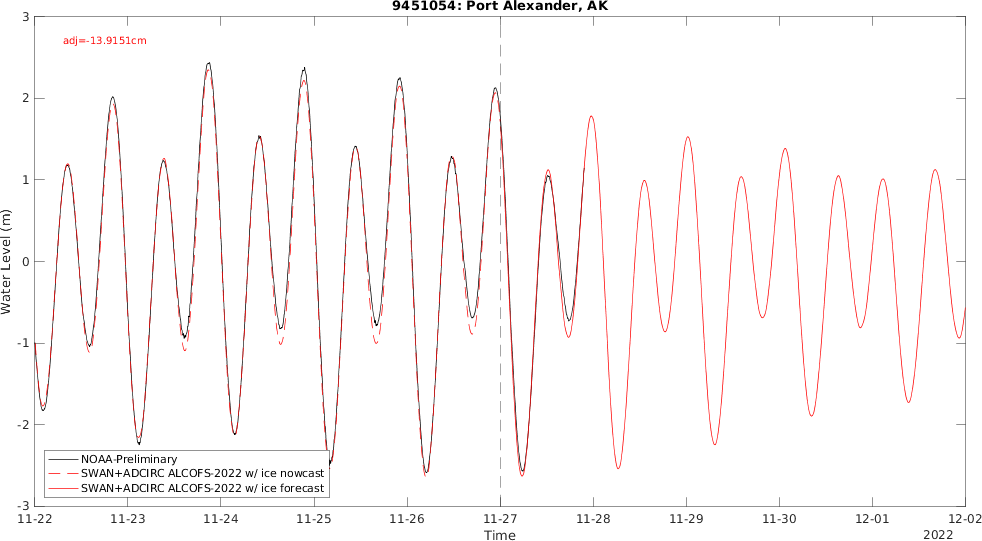 9451054: Port Alexander, AK
adj=-13.9151cm
3
2
1
0
-1
-2
-3
Water Level (m)
NOAA-Preliminary
SWAN+ADCIRC ALCOFS-2022 w/ ice nowcast
SWAN+ADCIRC ALCOFS-2022 w/ ice forecast
11-22 11-23 11-24 11-25 11-26 11-27 11-28 11-29 11-30 12-01 12-02
Time
2022